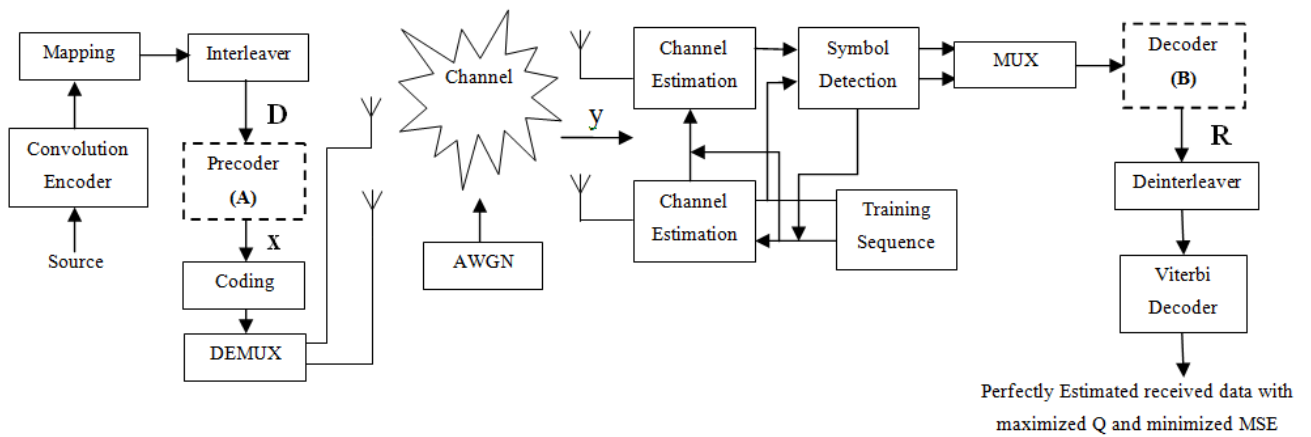 Mapping
Interleaver
D
Convolution
Encoder
Source
Precoder
(A)
x
Coding
DEMUX
Channel
AWGN
y
Channel
Estimation
Channel
Estimation
Symbol
Detection
Training
Sequence
MUX
Decoder
(B)
R
Deinterleaver
Viterbi
Decoder
Perfectly Estimated received data with
maximized Q and minimized MSE